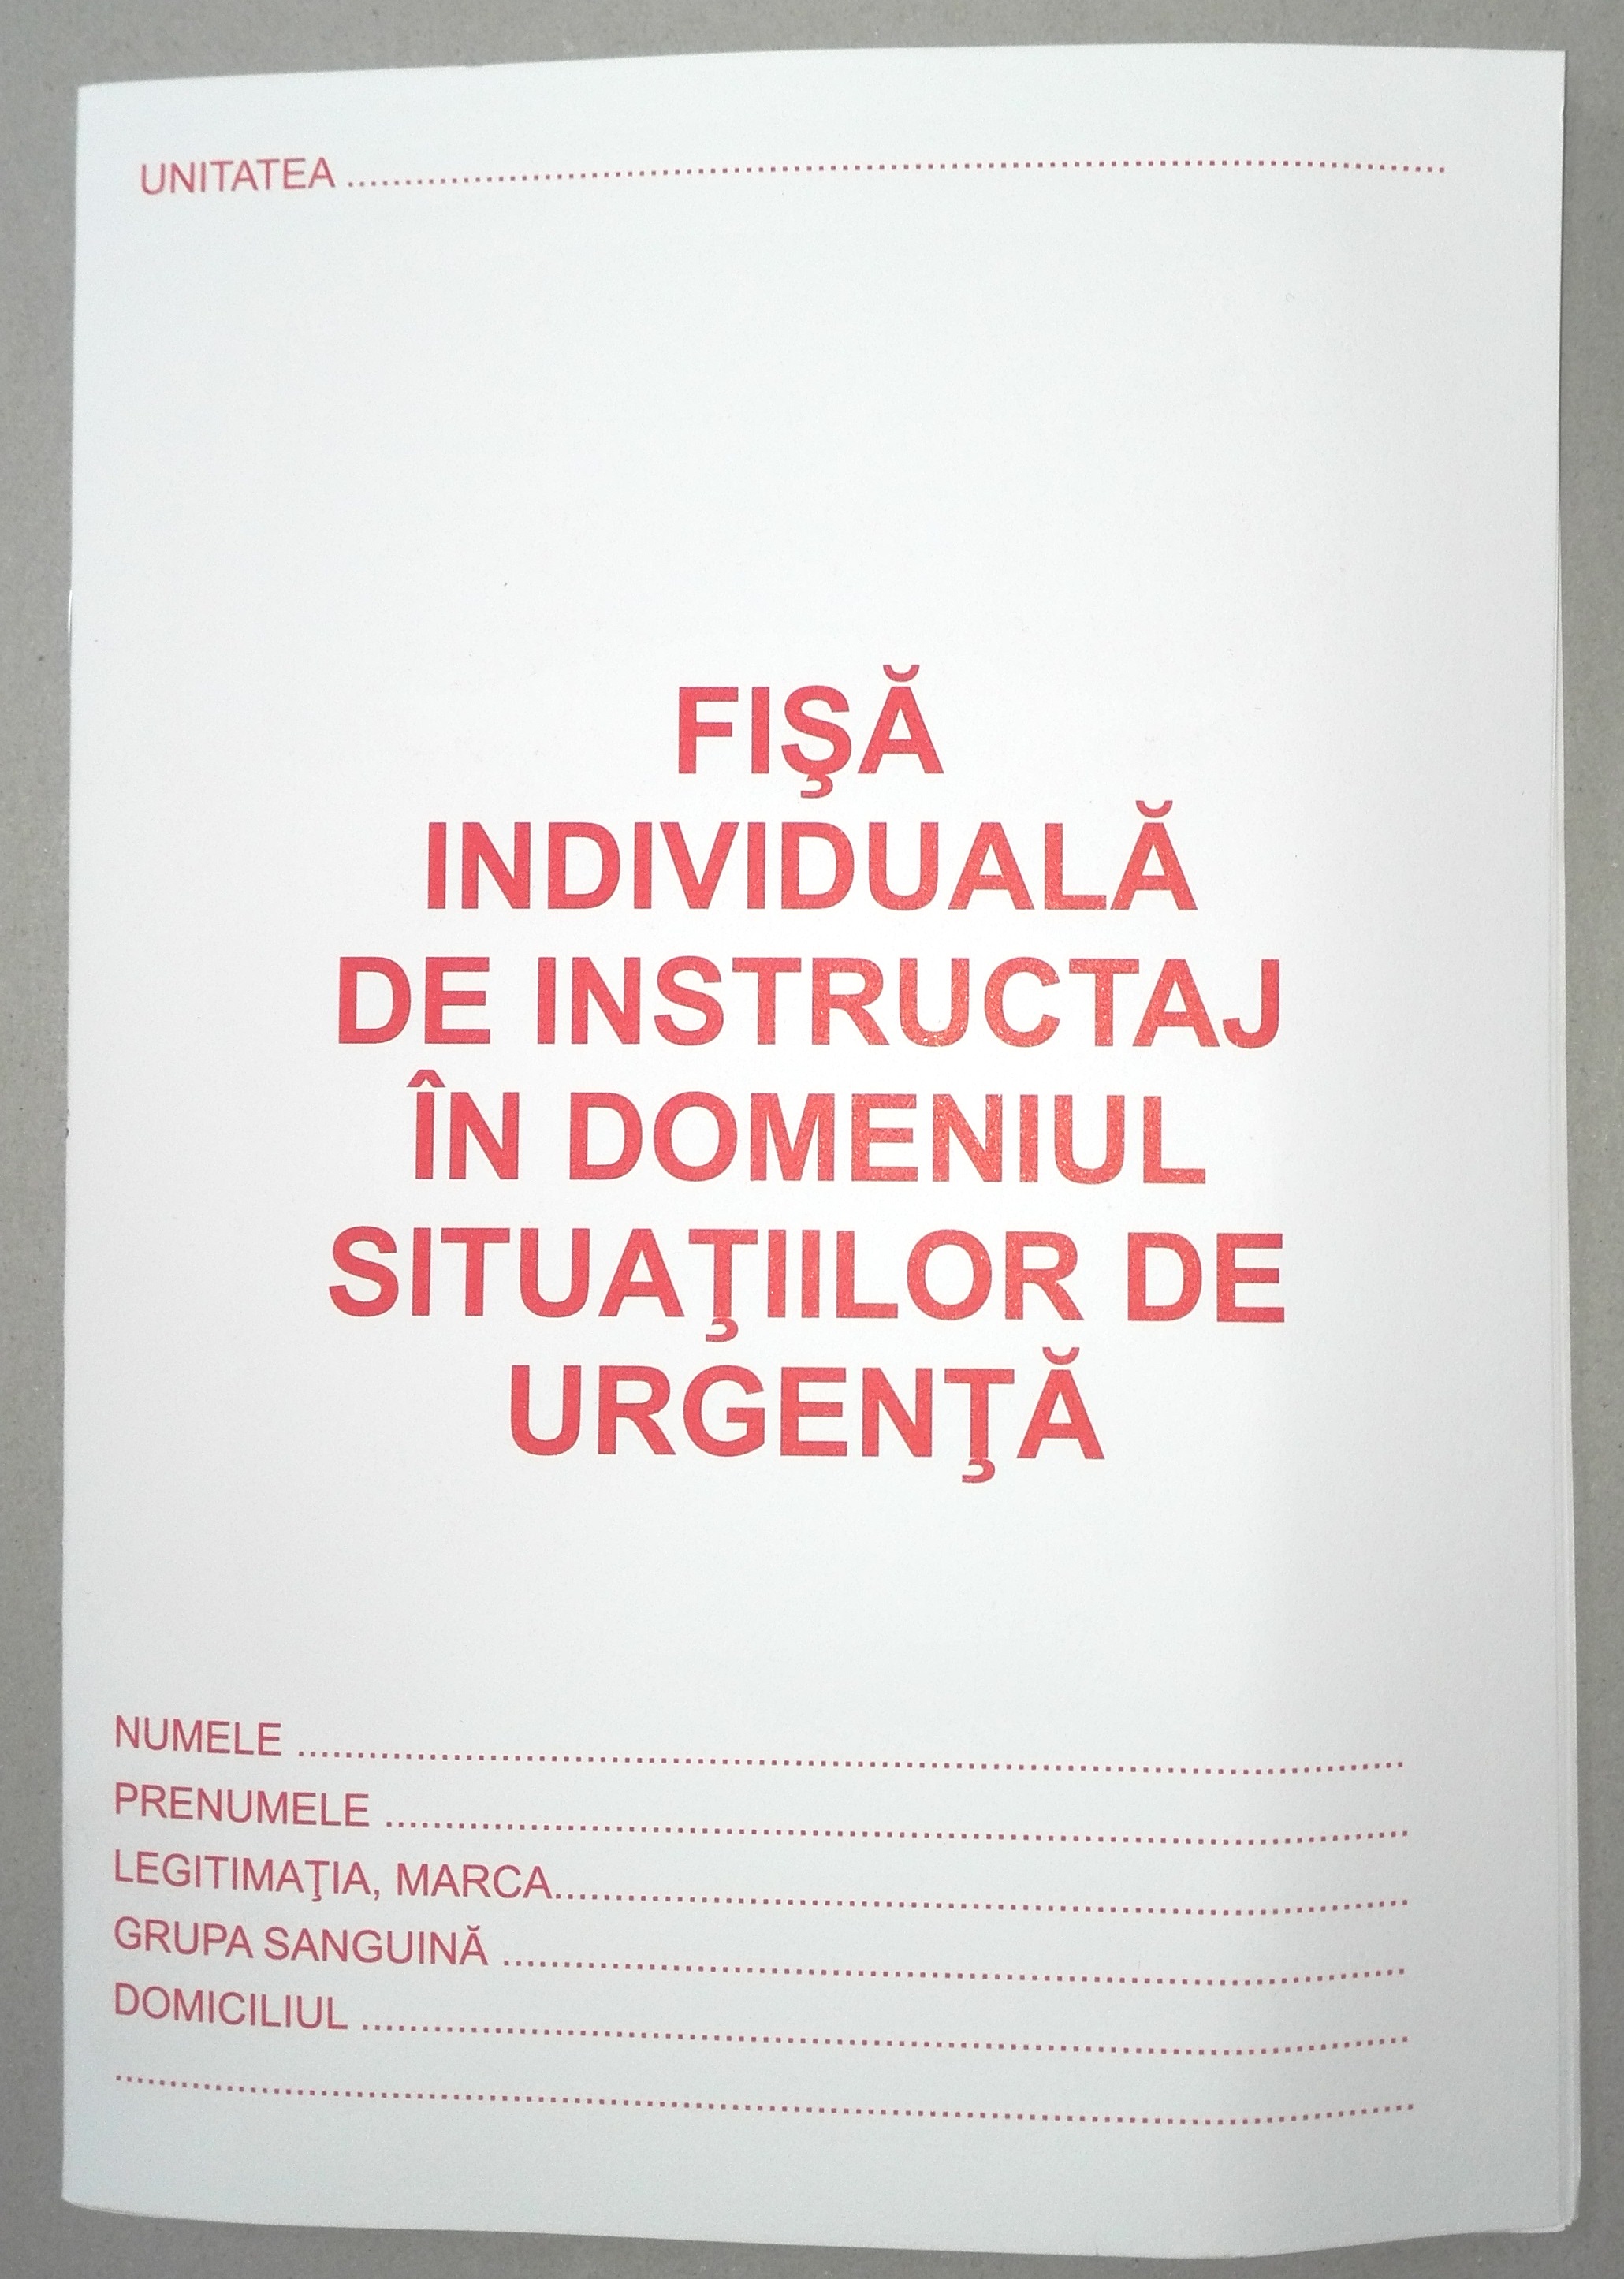 UNITATEA ..........................................................................................
FIŞĂ
INDIVIDUALĂ
DE INSTRUCTAJ
ÎN DOMENIUL
SITUAŢIILOR DE
URGENŢĂ
NUMELE ..........................................................................................
PRENUMELE ....................................................................................
LEGITIMAŢIA, MARCA......................................................................
GRUPA SANGUINĂ ..........................................................................
DOMICILIUL ......................................................................................
..........................................................................................................